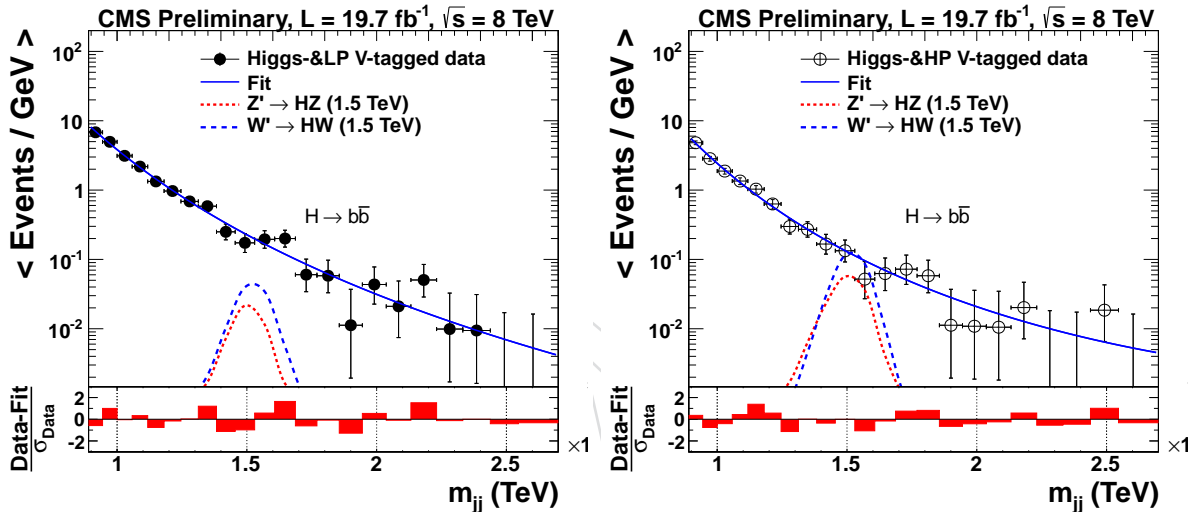 CMS Preliminary, L = 19.7 fb⁻¹, √s = 8 TeV
< Events / GeV >
10²
10
1
10⁻¹
10⁻²
Higgs-&LP V-tagged data
Fit
Z' → HZ (1.5 TeV)
W' → HW (1.5 TeV)
H → bb̅
Data-Fit
σData
2
0
-2
1
1.5
2
2.5
×1
mjj (TeV)
CMS Preliminary, L = 19.7 fb⁻¹, √s = 8 TeV
< Events / GeV >
10²
10
1
10⁻¹
10⁻²
Higgs-&HP V-tagged data
Fit
Z' → HZ (1.5 TeV)
W' → HW (1.5 TeV)
H → bb̅
Data-Fit
σData
2
0
-2
1
1.5
2
2.5
×1
mjj (TeV)